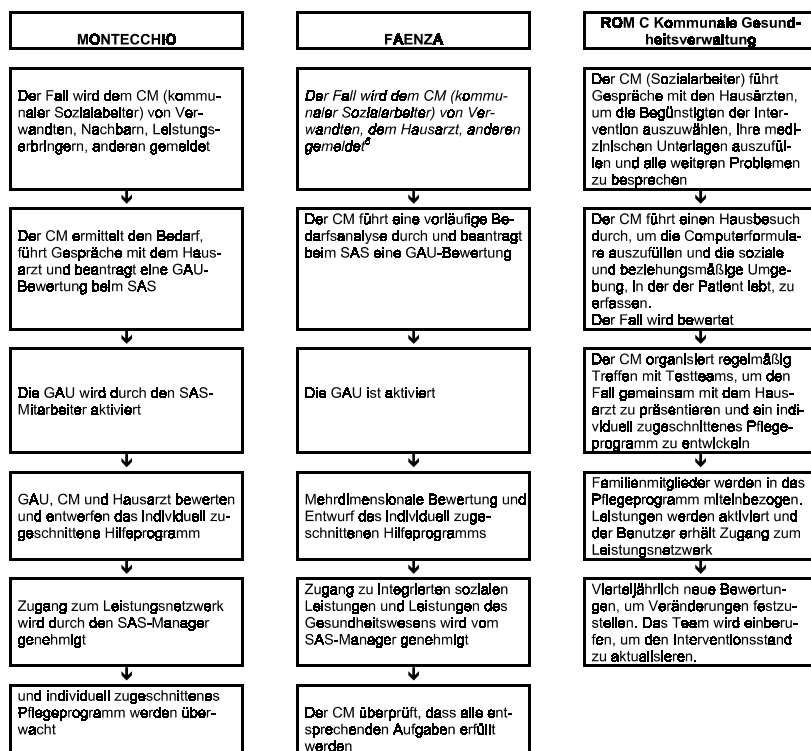 MONTECCHIO
Der Fall wird dem CM (kommu-
naler Sozialabeiter) von Ver-
wandten, Nachbarn, Leistungs-
erbringern, anderen gemeldet
Der CM ermittelt den Bedarf,
führt Gespräche mit dem Haus-
arzt und beantragt eine GAU-
Bewertung beim SAS
Die GAU wird durch den SAS-
Mitarbeiter aktiviert
GAU, CM und Hausarzt bewerten
und entwerfen das individuell zu-
geschnittene Hilfeprogramm
Zugang zum Leistungsnetzwerk
wird durch den SAS-Manager
genehmigt
und individuell zugeschnittenes
Pflegeprogramm werden über-
wacht
FAENZA
Der Fall wird dem CM (kommu-
naler Sozialarbeiter) von Ver-
wandten, dem Hausarzt, anderen
gemeldet⁶
Der CM führt eine vorläufige Be-
darfsanalyse durch und beantragt
beim SAS eine GAU-Bewertung
Die GAU ist aktiviert
Mehrdimensionale Bewertung und
Entwurf des individuell zuge-
schnittenen Hilfeprogramms
Zugang zu integrierten sozialen
Leistungen und Leistungen des
Gesundheitswesens wird vom
SAS-Manager genehmigt
Der CM überprüft, dass alle ent-
sprechenden Aufgaben erfüllt
werden
ROM C Kommunale Gesund-
heitsverwaltung
Der CM (Sozialarbeiter) führt
Gespräche mit den Hausärzten,
um die Begünstigten der Inter-
vention auszuwählen, ihre medi-
zinischen Unterlagen auszufül-
len und alle weiteren Problemen
zu besprechen
Der CM führt einen Hausbesuch
durch, um die Computerformula-
re auszufüllen und die soziale
und beziehungsmäßige Umge-
bung, in der der Patient lebt, zu
erfassen.
Der Fall wird bewertet
Der CM organisiert regelmäßig
Treffen mit Testteams, um den
Fall gemeinsam mit dem Haus-
arzt zu präsentieren und ein indi-
viduell zugeschnittenes Pflege-
programm zu entwickeln
Familienmitglieder werden in das
Pflegeprogramm miteinbezogen.
Leistungen werden aktiviert und
der Benutzer erhält Zugang zum
Leistungsnetzwerk
Vierteljährlich neue Bewertun-
gen, um Veränderungen festzu-
stellen. Das Team wird einberu-
fen, um den Interventionsstand
zu aktualisieren.